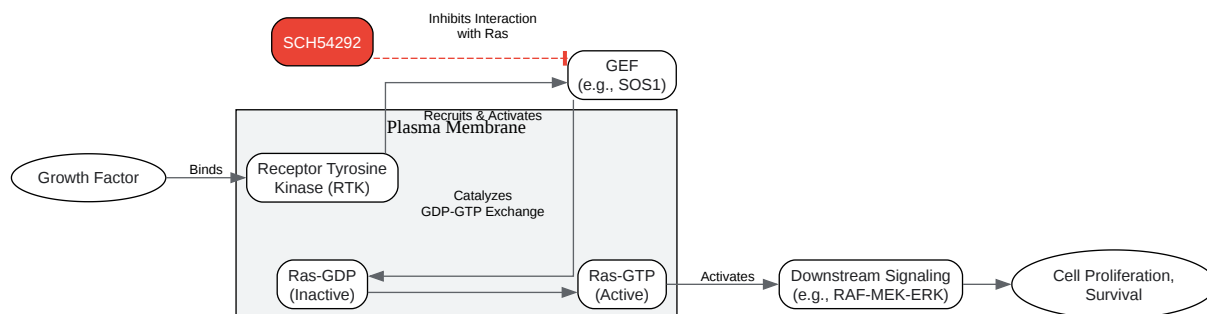 Inhibits Interaction
with Ras
SCH54292
GEF
(e.g., SOS1)
Recruits & Activates
Plasma Membrane
Growth Factor
Binds
Receptor Tyrosine
Kinase (RTK)
Catalyzes
GDP-GTP Exchange
Ras-GDP
(Inactive)
Ras-GTP
(Active)
Activates
Downstream Signaling
(e.g., RAF-MEK-ERK)
Cell Proliferation,
Survival